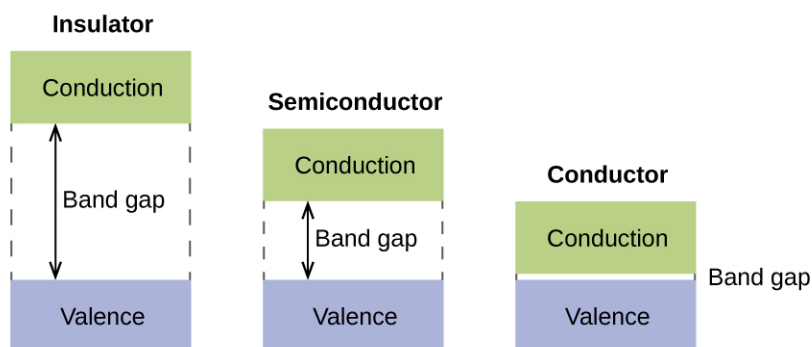 Insulator
Conduction
Band gap
Valence
Semiconductor
Conduction
Band gap
Valence
Conductor
Conduction
Band gap
Valence